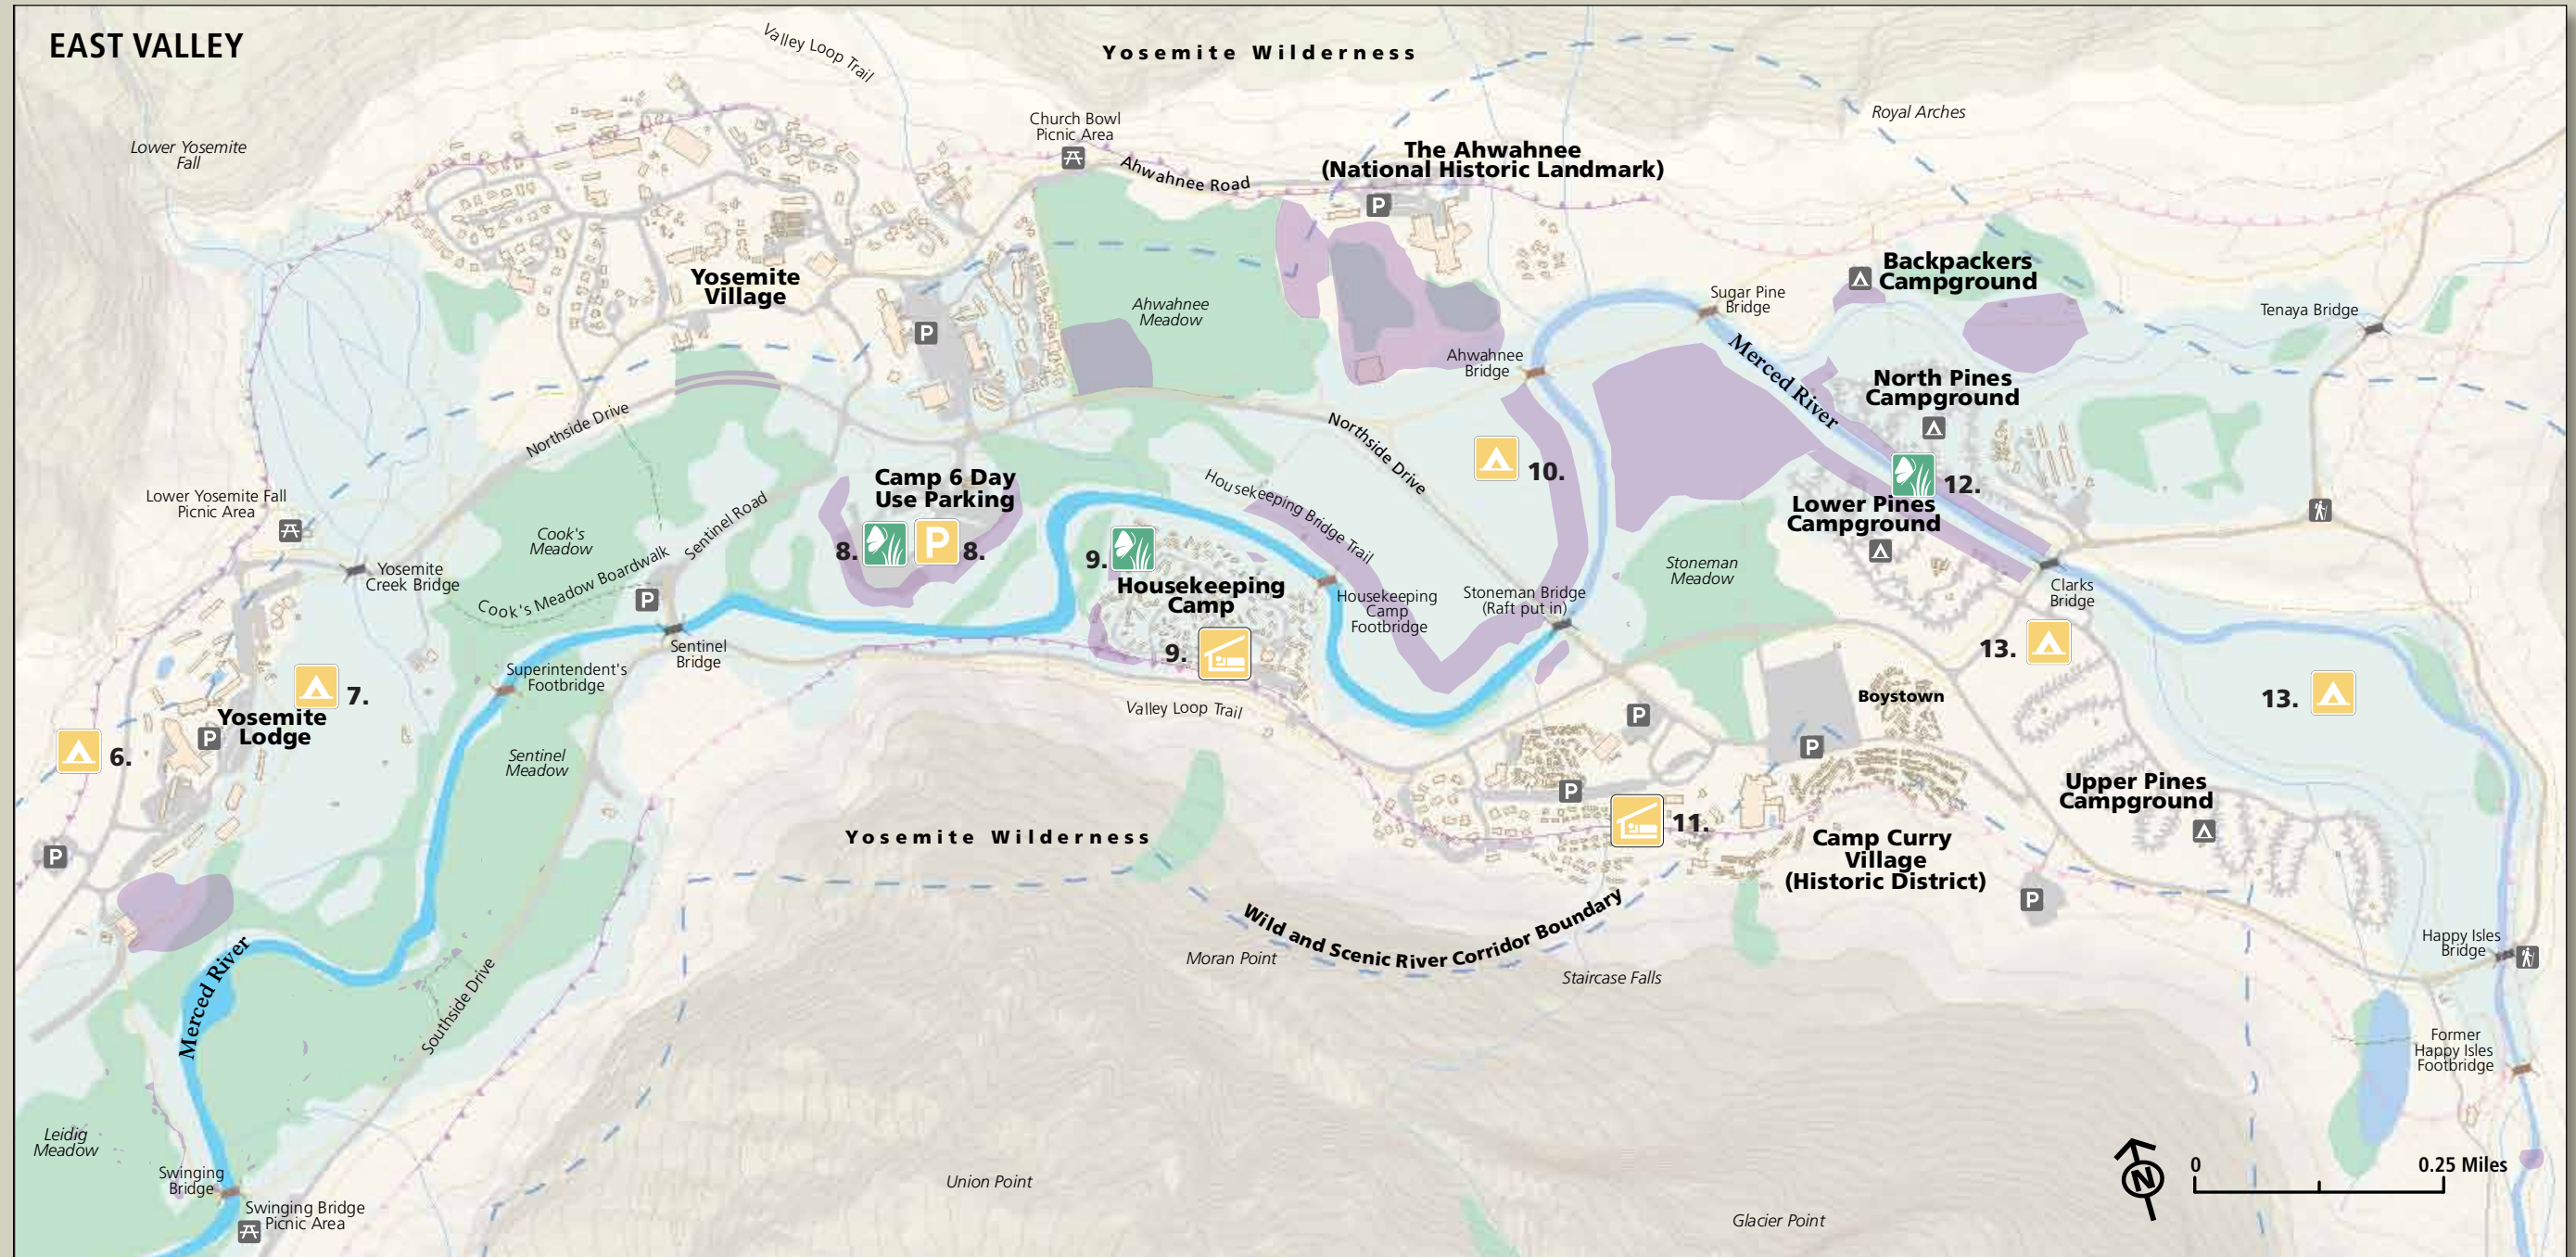 EAST VALLEY
Valley Loop Trail
Yosemite Wilderness
Royal Arches
Lower Yosemite
Fall
Church Bowl
Picnic Area
Ahwahnee Road
The Ahwahnee
(National Historic Landmark)
P
Yosemite
Village
P
Ahwahnee
Meadow
Backpackers
Campground
Sugar Pine
Bridge
Tenaya Bridge
Merced River
Ahwahnee
Bridge
North Pines
Campground
Northside Drive
Northside Drive
Lower Yosemite Fall
Picnic Area
Cook's
Meadow
Sentinel Road
Camp 6 Day
Use Parking
8.
P
8.
Housekeeping Bridge Trail
10.
12.
Lower Pines
Campground
Stoneman
Meadow
Yosemite
Creek Bridge
Cook's Meadow Boardwalk
P
9.
Housekeeping
Camp
9.
Housekeeping
Camp
Footbridge
Stoneman Bridge
(Raft put in)
Clarks
Bridge
13.
13.
Sentinel
Bridge
Superintendent's
Footbridge
7.
Yosemite
Lodge
P
6.
P
Sentinel
Meadow
Valley Loop Trail
P
Boystown
P
P
11.
Upper Pines
Campground
Camp Curry
Village
(Historic District)
P
Yosemite Wilderness
Wild and Scenic River Corridor Boundary
Moran Point
Staircase Falls
Happy Isles
Bridge
Merced River
Southside Drive
Former
Happy Isles
Footbridge
Leidig
Meadow
Swinging
Bridge
Swinging Bridge
Picnic Area
Union Point
Glacier Point
N
0
0.25 Miles